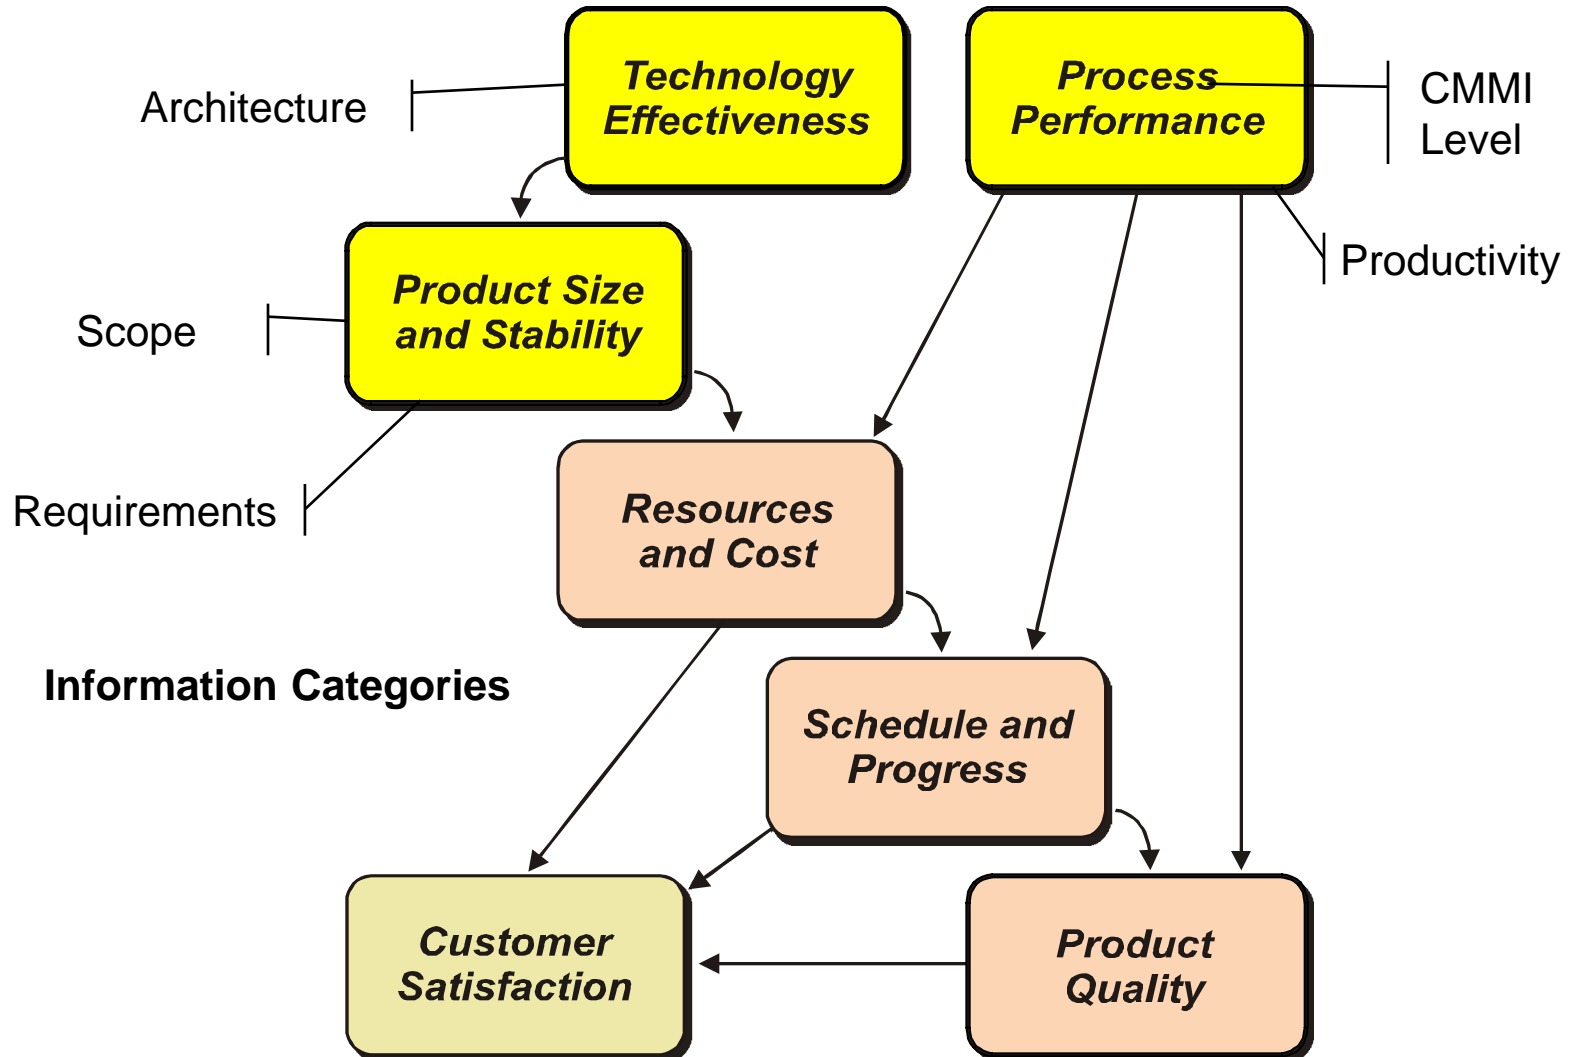 Technology
Effectiveness
Process
Performance
Architecture
CMMI
Level
Product Size
and Stability
Productivity
Scope
Requirements
Resources
and Cost
Information Categories
Schedule and
Progress
Customer
Satisfaction
Product
Quality